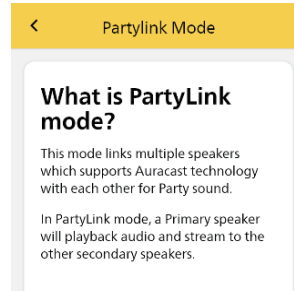 Partylink Mode
What is PartyLink
mode?
This mode links multiple speakers
which supports Auracast technology
with each other for Party sound.
In PartyLink mode, a Primary speaker
will playback audio and stream to the
other secondary speakers.